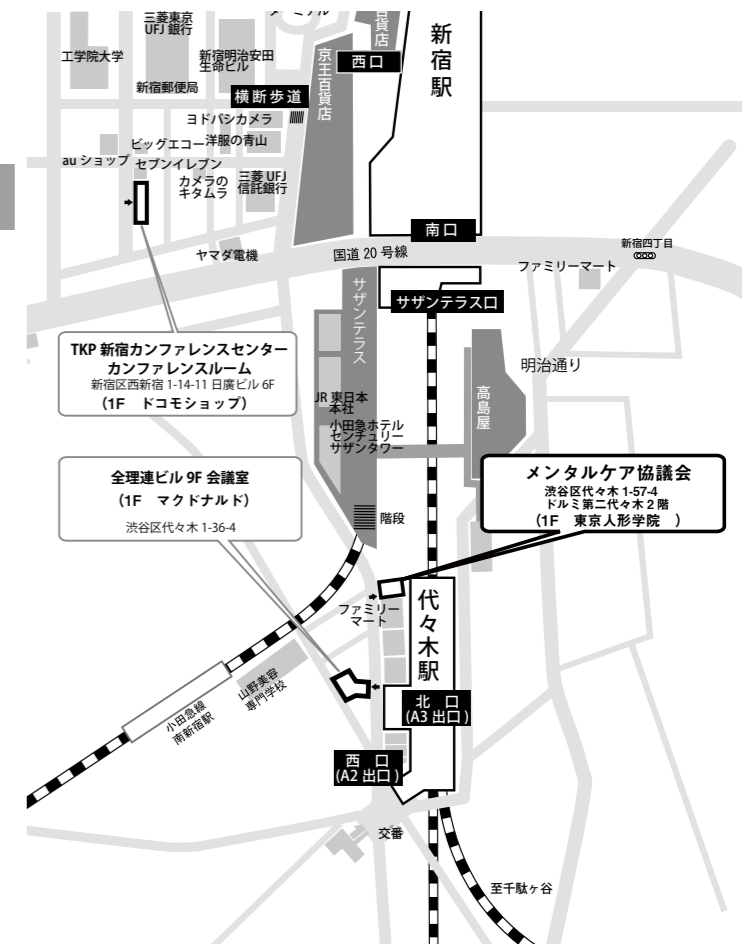 三菱東京
UFJ 銀行
ターミナル
百貨店
新宿駅
工学院大学
新宿明治安田
生命ビル
京王百貨店
西口
新宿郵便局
横断歩道
ヨドバシカメラ
ビッグエコー
洋服の青山
au ショップ
セブンイレブン
カメラの
キタムラ
三菱 UFJ
信託銀行
南口
新宿四丁目
ヤマダ電機
国道 20 号線
ファミリーマート
サザンテラス
サザンテラス口
TKP 新宿カンファレンスセンター
カンファレンスルーム
新宿区西新宿 1-14-11 日廣ビル 6F
(1F ドコモショップ)
明治通り
高島屋
JR 東日本
本社
小田急ホテル
センチュリー
サザンタワー
全理連ビル 9F 会議室
(1F マクドナルド)
渋谷区代々木 1-36-4
メンタルケア協議会
渋谷区代々木 1-57-4
ドルミ第二代々木 2 階
(1F 東京人形学院 )
階段
ファミリー
マート
代々木駅
山野美容
専門学校
小田急線
南新宿駅
北 口
(A3 出口)
西 口
(A2 出口)
交番
至千駄ヶ谷